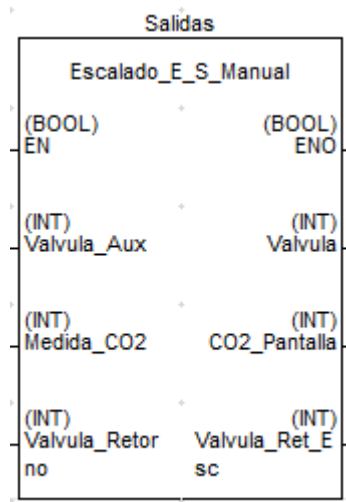 Salidas
Escalado_E_S_Manual
(BOOL) (BOOL)
EN ENO
(INT) (INT)
Valvula_Aux Valvula
(INT) (INT)
Medida_CO2 CO2_Pantalla
(INT) (INT)
Valvula_Retor Valvula_Ret_E
no sc